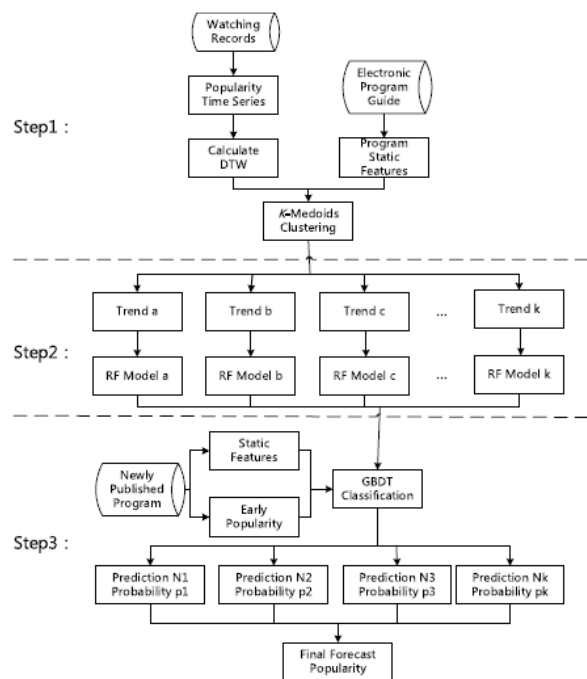 Watching
Records
Electronic
Program
Guide
Popularity
Time Series
Step1 :
Calculate
DTW
Program
Static
Features
K-Medoids
Clustering
Trend a
Trend b
Trend c
...
Trend k
Step2 :
RF Model a
RF Model b
RF Model c
...
RF Model k
Static
Features
Newly
Published
Program
GBDT
Classification
Early
Popularity
Step3 :
Prediction N1
Probability p1
Prediction N2
Probability p2
Prediction N3
Probability p3
Prediction Nk
Probability pk
Final Forecast
Popularity